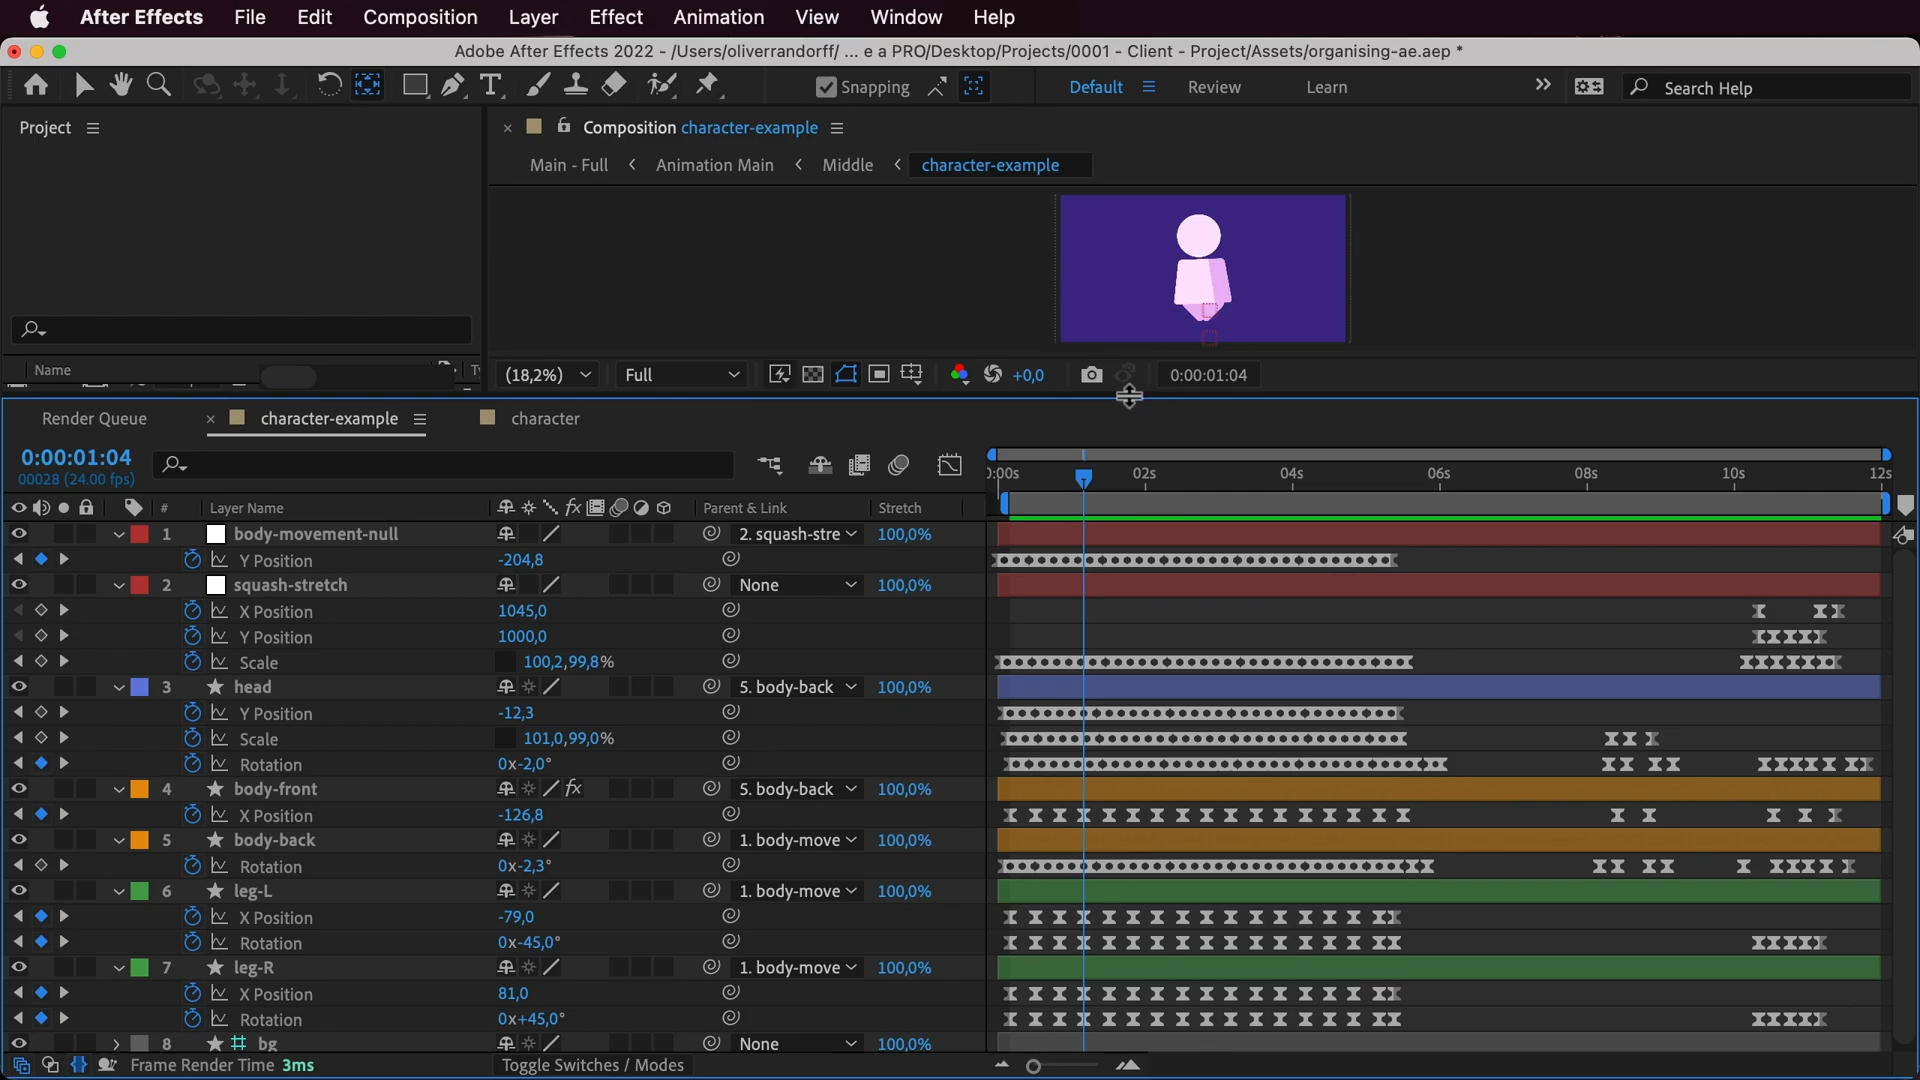 After Effects File Edit Composition Layer Effect Animation View Window Help
Adobe After Effects 2022 - /Users/oliverrandorff/ ... e a PRO/Desktop/Projects/0001 - Client - Project/Assets/organising-ae.aep *
Snapping Default Review Learn Search Help
Project
Composition character-example
Main - Full Animation Main Middle character-example
Name
(18,2%) Full +0,0 0:00:01:04
Render Queue character-example character
0:00:01:04
00028 (24.00 fps)
0:00s 02s 04s 06s 08s 10s 12s
# Layer Name fx Parent & Link Stretch
1 body-movement-null 2. squash-stre 100,0%
Y Position -204,8
2 squash-stretch None 100,0%
X Position 1045,0
Y Position 1000,0
Scale 100,2,99,8%
3 head 5. body-back 100,0%
Y Position -12,3
Scale 101,0,99,0%
Rotation 0x-2,0°
4 body-front fx 5. body-back 100,0%
X Position -126,8
5 body-back 1. body-move 100,0%
Rotation 0x-2,3°
6 leg-L 1. body-move 100,0%
X Position -79,0
Rotation 0x-45,0°
7 leg-R 1. body-move 100,0%
X Position 81,0
Rotation 0x+45,0°
8 bg None 100,0%
Frame Render Time 3ms Toggle Switches / Modes